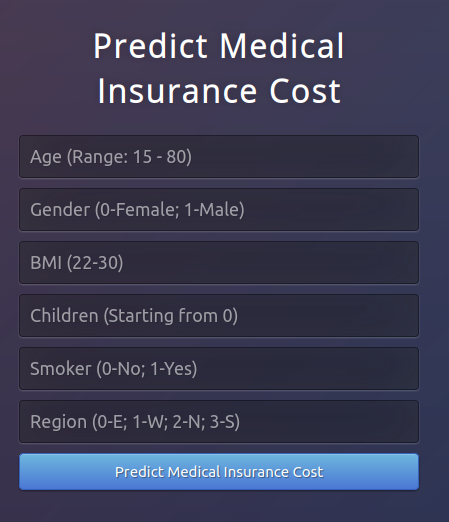 Predict Medical
Insurance Cost
Age (Range: 15 - 80)
Gender (0-Female; 1-Male)
BMI (22-30)
Children (Starting from 0)
Smoker (0-No; 1-Yes)
Region (0-E; 1-W; 2-N; 3-S)
Predict Medical Insurance Cost